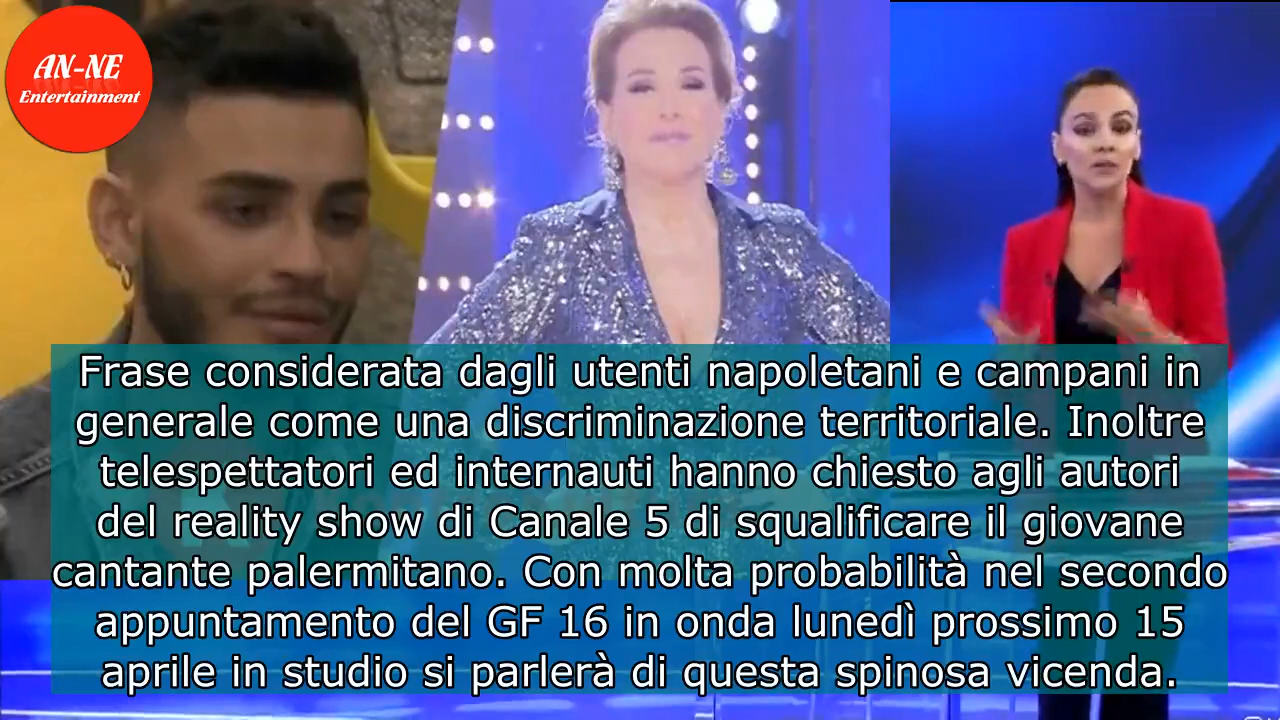 AN-NE
Entertainment
Frase considerata dagli utenti napoletani e campani in
generale come una discriminazione territoriale. Inoltre
telespettatori ed internauti hanno chiesto agli autori
del reality show di Canale 5 di squalificare il giovane
cantante palermitano. Con molta probabilità nel secondo
appuntamento del GF 16 in onda lunedì prossimo 15
aprile in studio si parlerà di questa spinosa vicenda.